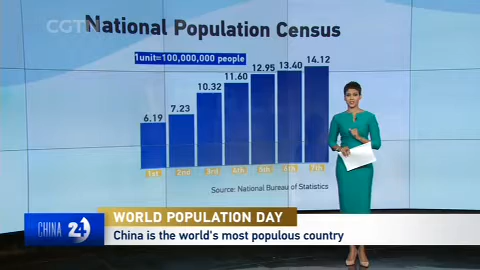 CGTN
National Population Census
1unit=100,000,000 people
6.19 7.23 10.32 11.60 12.95 13.40 14.12
1st 2nd 3rd 4th 5th 6th 7th
Source: National Bureau of Statistics
CHINA 24
WORLD POPULATION DAY
China is the world's most populous country